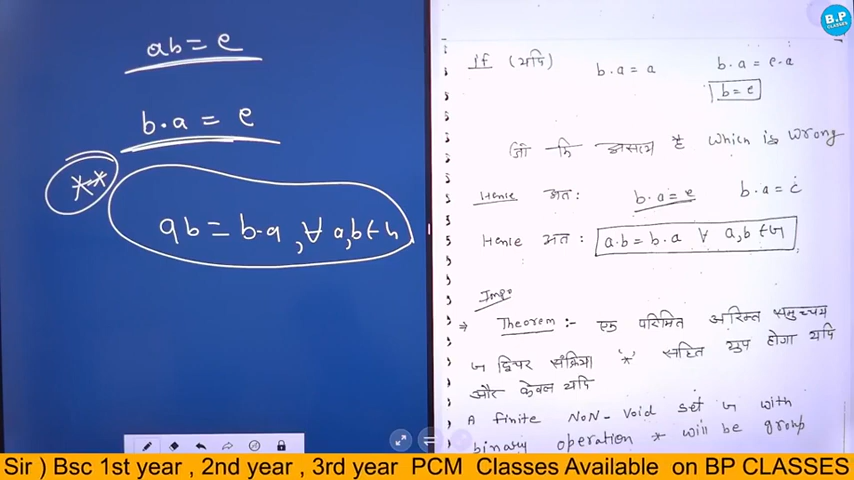 B.P
CLASSES
ab = e
b·a = e
**
ab = b·a , ∀ a,b ∈ G
If (यदि)
b·a = a
b·a = e·a
b = e
जो कि असत्य है which is wrong
Hence अत: b·a = e b·a = c
Hence अत: a·b = b·a ∀ a,b ∈ G
Imp:
⇒ Theorem :- एक परिमित अरिक्त समुच्चय
G द्विचर संक्रिया '*' सहित ग्रुप होगा यदि
और केवल यदि
A finite NON-void set G with
binary operation * will be group
Sir ) Bsc 1st year , 2nd year , 3rd year PCM Classes Available on BP CLASSES